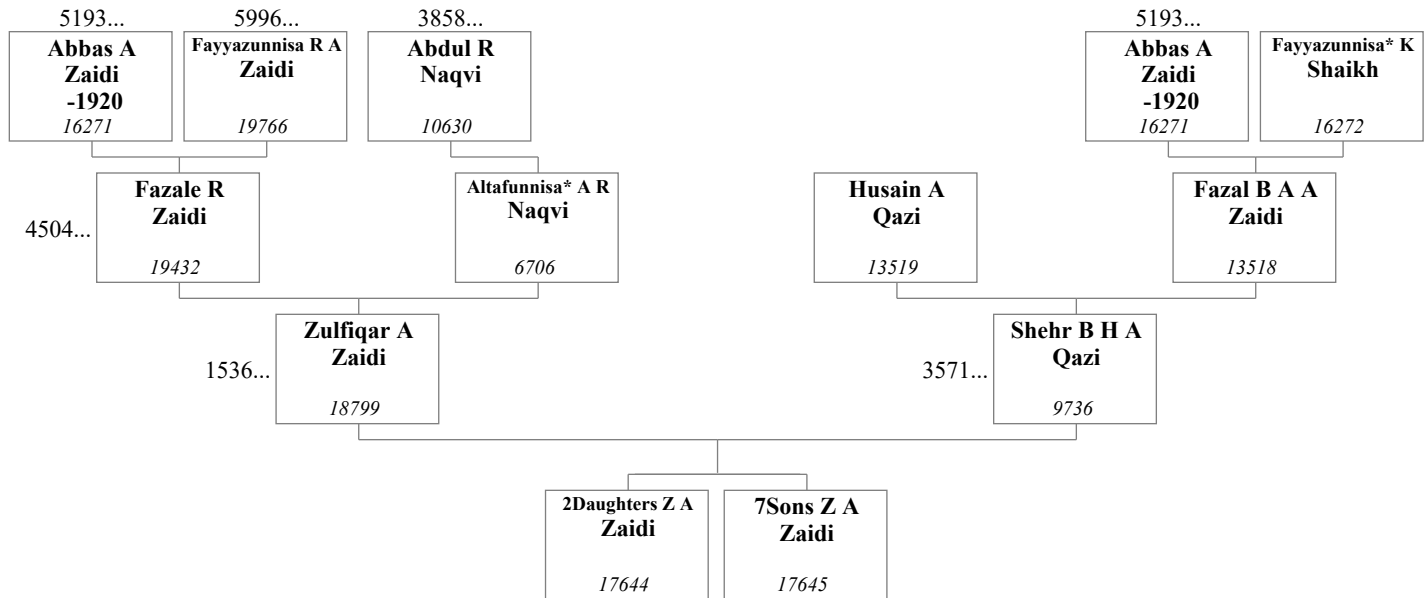 5193...
5996...
3858...
5193...
Abbas A
Zaidi
-1920
16271
Fayyazunnisa R A
Zaidi
19766
Abdul R
Naqvi
10630
Abbas A
Zaidi
-1920
16271
Fayyazunnisa* K
Shaikh
16272
4504...
Fazale R
Zaidi
19432
Altafunnisa* A R
Naqvi
6706
Husain A
Qazi
13519
Fazal B A A
Zaidi
13518
1536...
Zulfiqar A
Zaidi
18799
3571...
Shehr B H A
Qazi
9736
2Daughters Z A
Zaidi
17644
7Sons Z A
Zaidi
17645